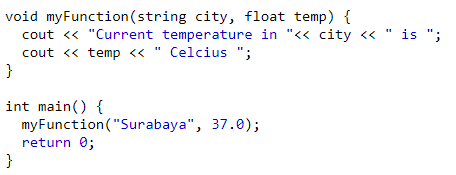 void myFunction(string city, float temp) {
  cout << "Current temperature in "<< city << " is ";
  cout << temp << " Celcius ";
}

int main() {
  myFunction("Surabaya", 37.0);
  return 0;
}